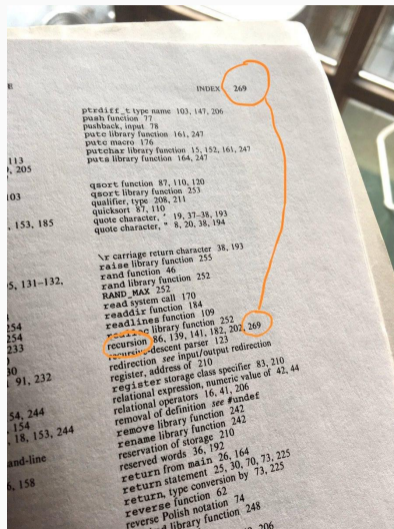 INDEX 269
ptrdiff_t type name 103, 147, 206
push function 77
pushback, input 78
putc library function 161, 247
putc macro 176
putchar library function 15, 152, 161, 247
puts library function 164, 247
qsort function 87, 110, 120
qsort library function 253
qualifier, type 208, 211
quicksort 87, 110
quote character, ' 19, 37-38, 193
quote character, " 8, 20, 38, 194
\r carriage return character 38, 193
raise library function 255
rand function 46
rand library function 252
RAND_MAX 252
read system call 170
readdir function 184
readlines function 109
library function 252
recursion 86, 139, 141, 182, 202, 269
recursive-descent parser 123
redirection see input/output redirection
register, address of 210
register storage class specifier 83, 210
relational expression, numeric value of 42, 44
relational operators 16, 41, 206
removal of definition see #undef
remove library function 242
rename library function 242
reservation of storage 210
reserved words 36, 192
return from main 26, 164
return statement 25, 30, 70, 73, 225
return, type conversion by 73, 225
reverse function 62
reverse Polish notation 74
library function 248
206
113
205
103
, 153, 185
5, 131-132,
254
254
233
30
91, 232
54, 244
154
18, 153, 244
and-line
6, 158